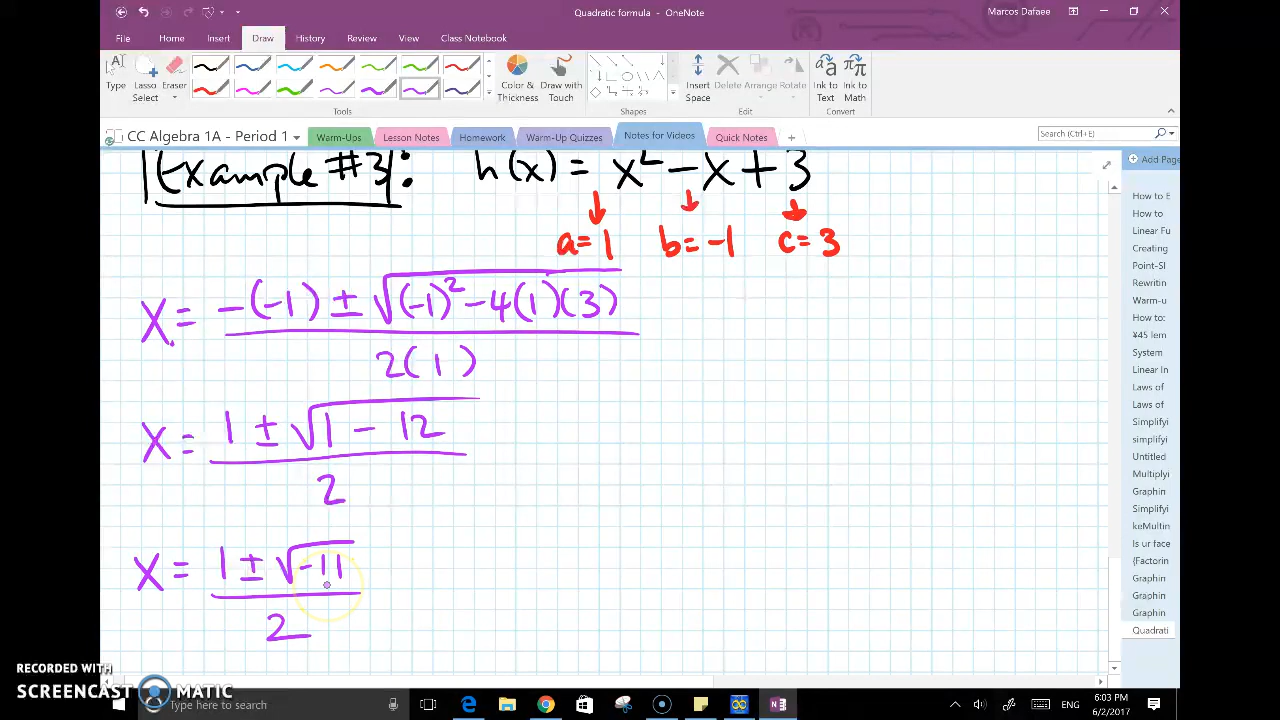 Quadratic formula - OneNote
Marcos Dafaee
File Home Insert Draw History Review View Class Notebook
Type Lasso Select Eraser Color & Thickness Draw with Touch Insert Space Delete Arrange Rotate Ink to Text Ink to Math
Tools Shapes Edit Convert
CC Algebra 1A - Period 1 Warm-Ups Lesson Notes Homework Warm-Up Quizzes Notes for Videos Quick Notes + Search (Ctrl+E)
Add Page
Example #3: h(x) = x² - x + 3
a=1 b=-1 c=3
x = (-(-1) ± √((-1)² - 4(1)(3))) / 2(1)
x = (1 ± √(1 - 12)) / 2
x = (1 ± √(-11)) / 2
How to E
How to
Linear Fu
Creating
Point-Sl
Rewritin
Warm-u
How to:
¥45 lern
System
Linear In
Laws of
Laws of
Simplifyi
simplifyi
Untitled
Multiplyi
Graphin
Simplifyi
keMultin
Is ur face
(Factorin
Graphin
Graphin
Quadrati
RECORDED WITH
SCREENCAST MATIC
Type here to search
ENG
6:03 PM
6/2/2017